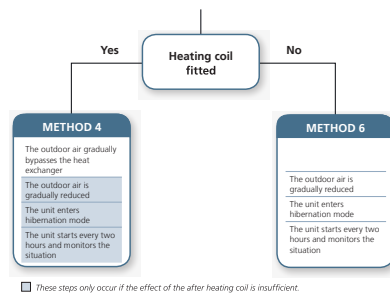 Yes
Heating coil
fitted
No
METHOD 4
The outdoor air gradually
bypasses the heat
exchanger
The outdoor air is
gradually reduced
The unit enters
hibernation mode
The unit starts every two
hours and monitors the
situation
METHOD 6
The outdoor air is
gradually reduced
The unit enters
hibernation mode
The unit starts every two
hours and monitors the
situation
These steps only occur if the effect of the after heating coil is insufficient.